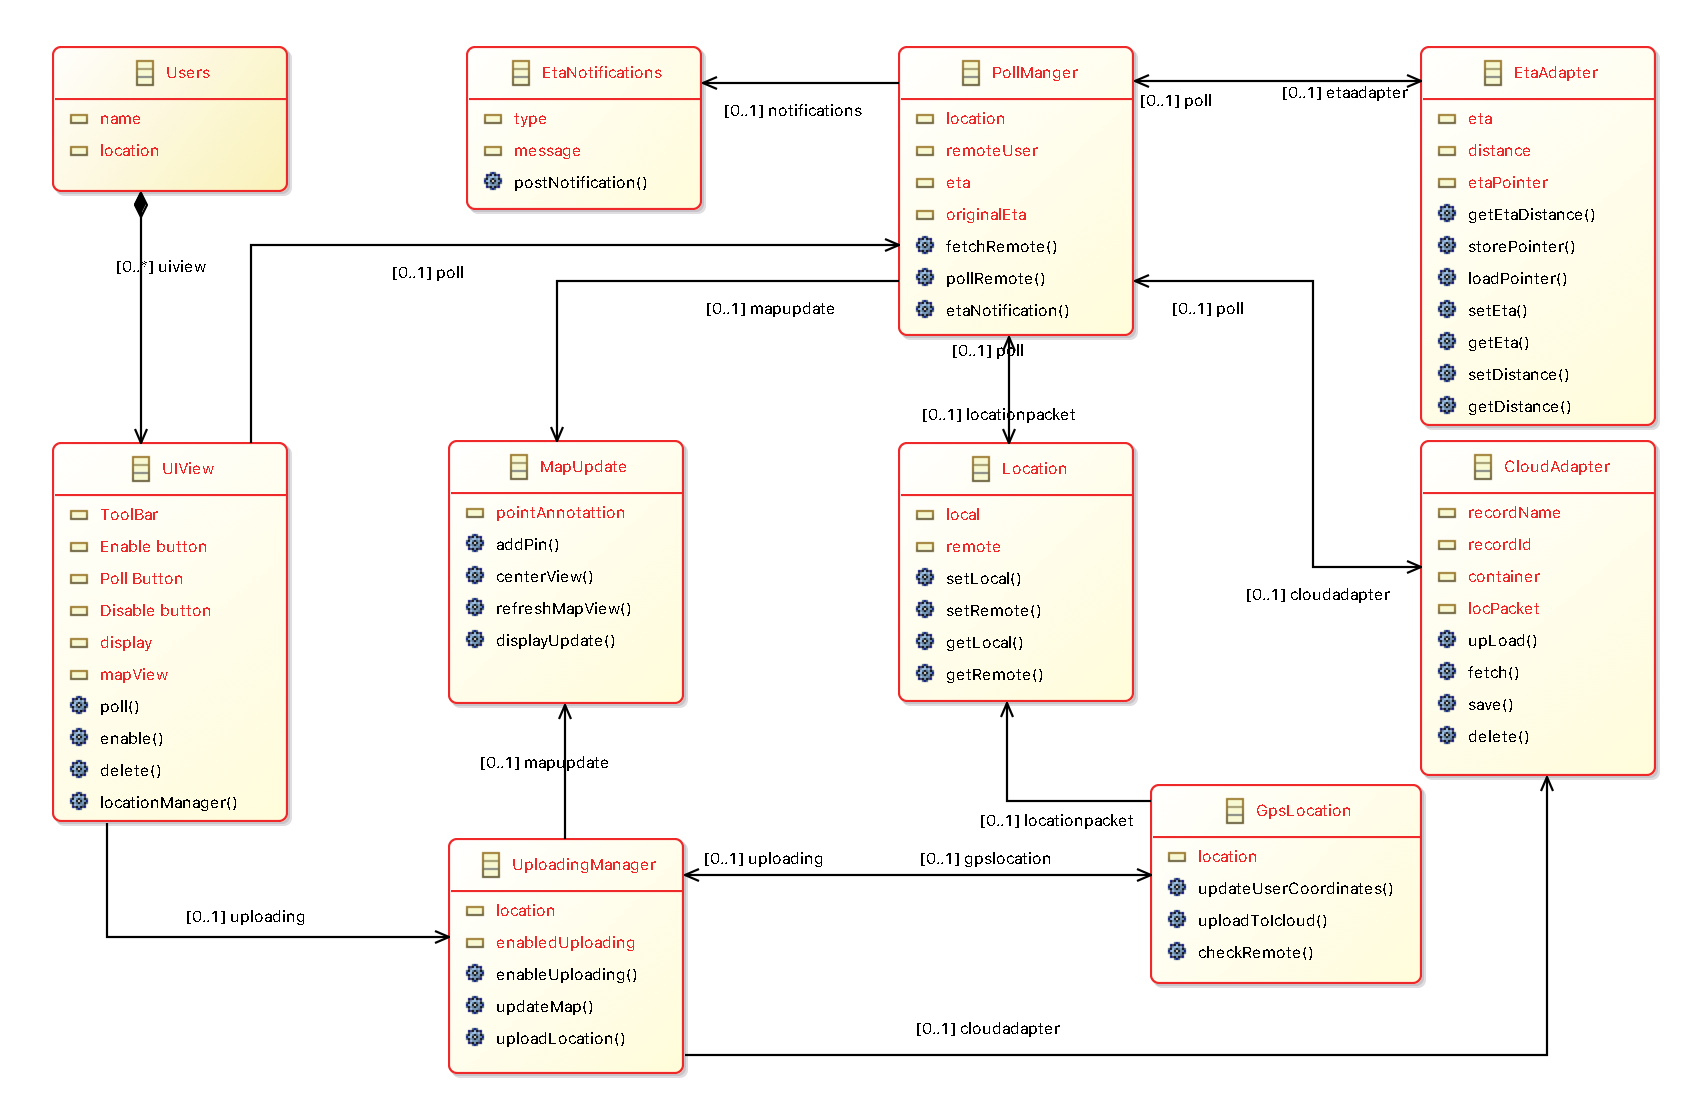 Users
name
location
EtaNotifications
type
message
postNotification()
PollManger
location
remoteUser
eta
originalEta
fetchRemote()
pollRemote()
etaNotification()
EtaAdapter
eta
distance
etaPointer
getEtaDistance()
storePointer()
loadPointer()
setEta()
getEta()
setDistance()
getDistance()
[0..1] notifications
[0..1] poll
[0..1] etaadapter
[0..*] uiview
[0..1] poll
[0..1] mapupdate
[0..1] poll
[0..1] poll
[0..1] locationpacket
UIView
ToolBar
Enable button
Poll Button
Disable button
display
mapView
poll()
enable()
delete()
locationManager()
MapUpdate
pointAnnotattion
addPin()
centerView()
refreshMapView()
displayUpdate()
Location
local
remote
setLocal()
setRemote()
getLocal()
getRemote()
CloudAdapter
recordName
recordId
container
locPacket
upLoad()
fetch()
save()
delete()
[0..1] cloudadapter
[0..1] mapupdate
[0..1] locationpacket
GpsLocation
location
updateUserCoordinates()
uploadToIcloud()
checkRemote()
[0..1] uploading
[0..1] gpslocation
UploadingManager
location
enabledUploading
enableUploading()
updateMap()
uploadLocation()
[0..1] uploading
[0..1] cloudadapter